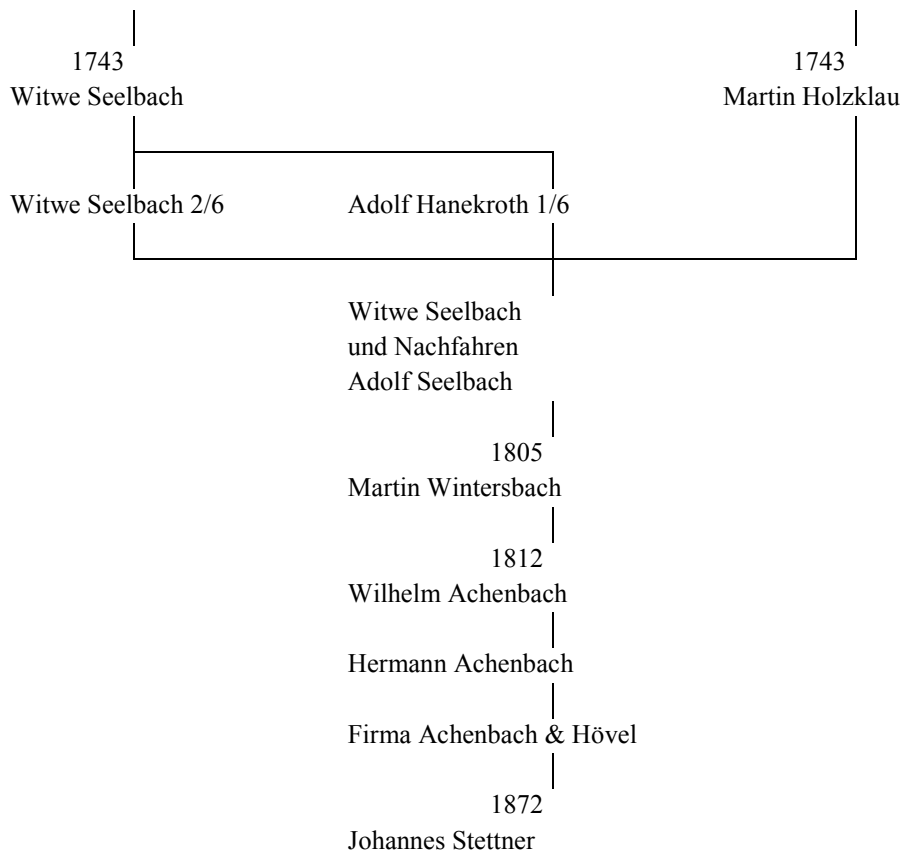 1743
Witwe Seelbach
1743
Martin Holzklau
Witwe Seelbach 2/6
Adolf Hanekroth 1/6
Witwe Seelbach
und Nachfahren
Adolf Seelbach
1805
Martin Wintersbach
1812
Wilhelm Achenbach
Hermann Achenbach
Firma Achenbach & Hövel
1872
Johannes Stettner